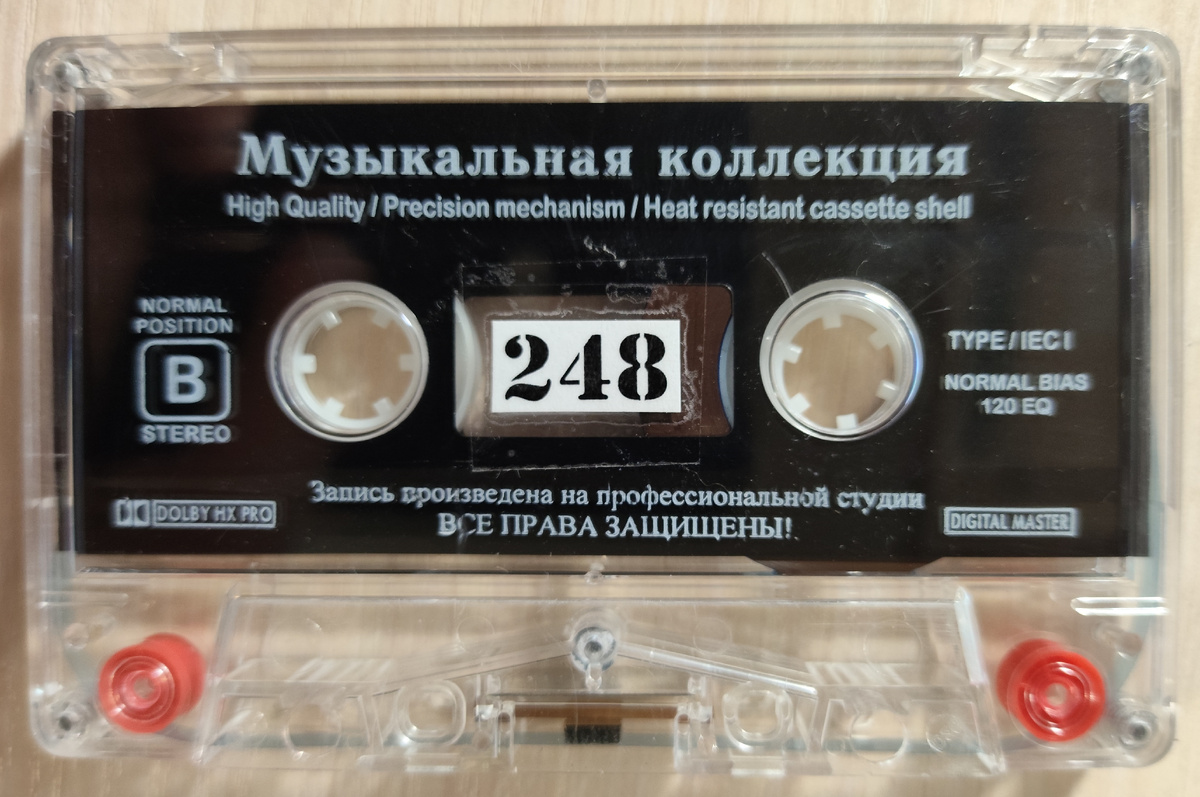 Музыкальная коллекция
High Quality / Precision mechanism / Heat resistant cassette shell
NORMAL
POSITION
B
STEREO
248
TYPE / IEC I
NORMAL BIAS
120 EQ
Запись произведена на профессиональной студии
ВСЕ ПРАВА ЗАЩИЩЕНЫ!
DOLBY HX PRO
DIGITAL MASTER